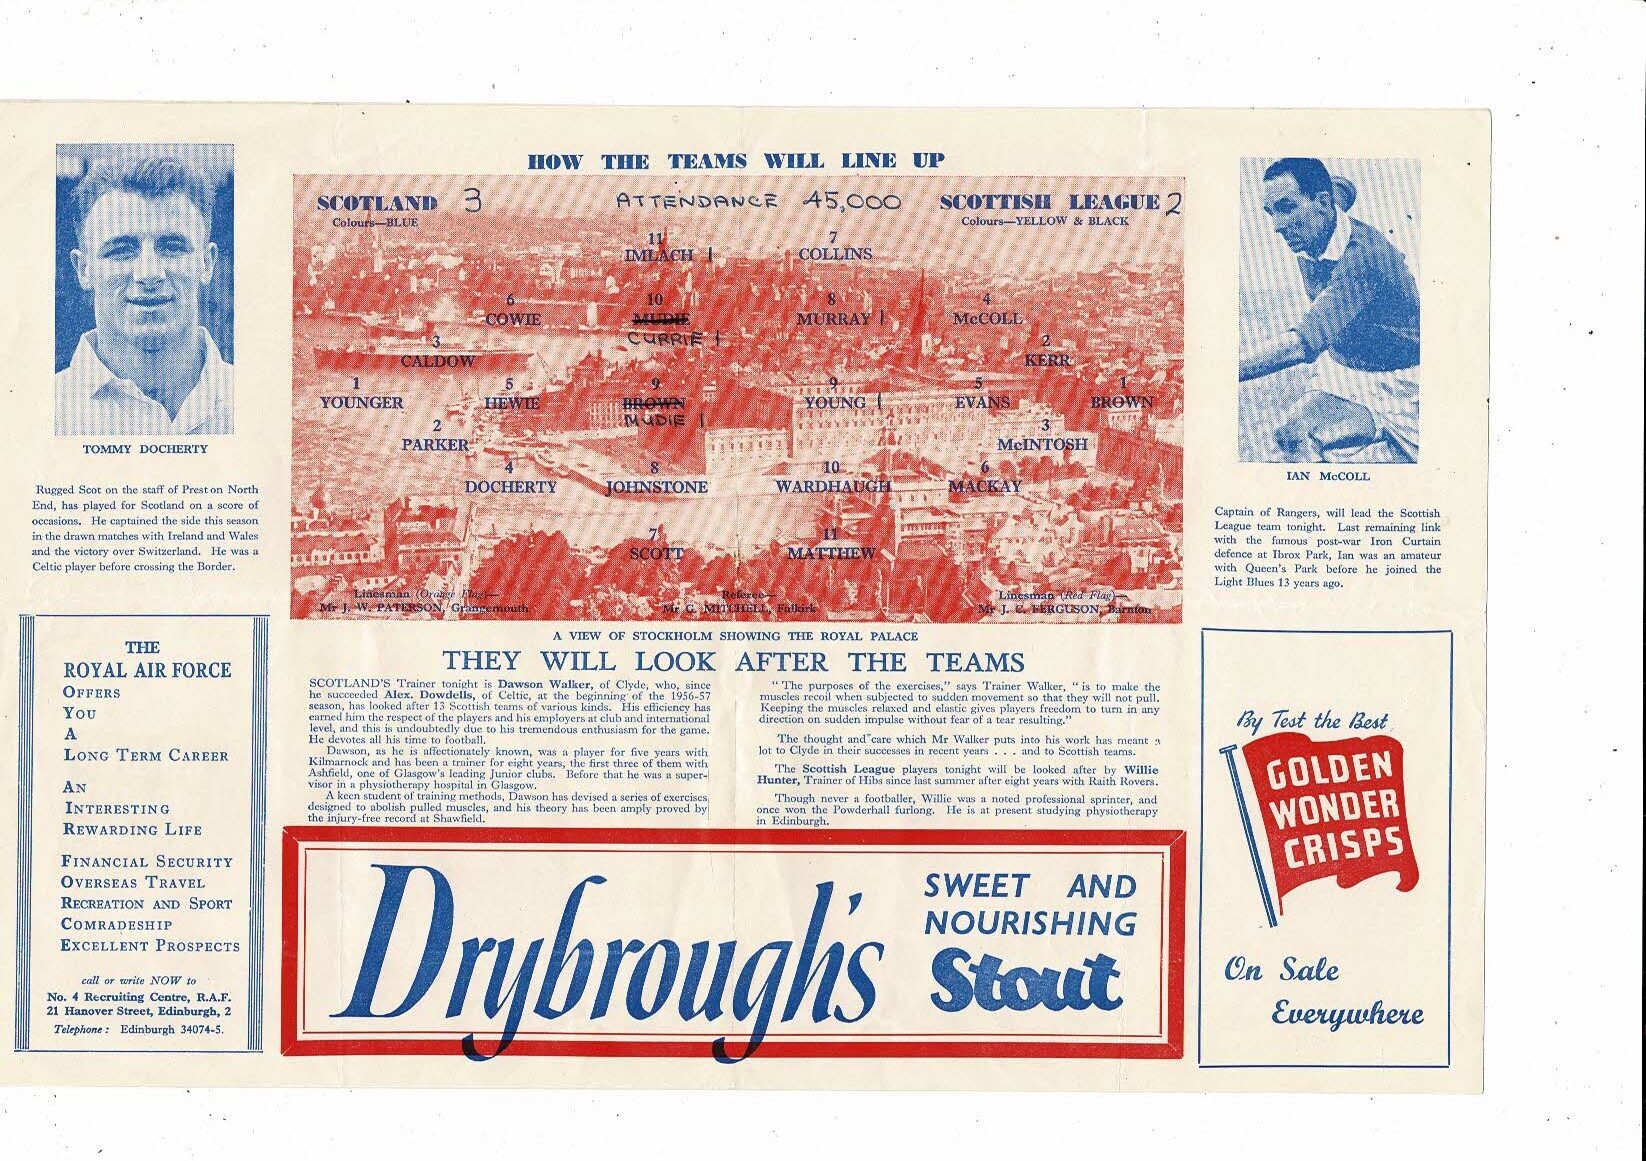 HOW THE TEAMS WILL LINE UP
SCOTLAND 3
Colours—BLUE
ATTENDANCE 45,000
SCOTTISH LEAGUE 2
Colours—YELLOW & BLACK
11 7
IMLACH 1 COLLINS
6 10 8 4
COWIE MUDIE MURRAY 1 McCOLL
CURRIE 1
3 2
CALDOW KERR
1 5 9 9 5 1
YOUNGER HEWIE BROWN YOUNG 1 EVANS BROWN
MUDIE 1
2 3
PARKER McINTOSH
4 8 10 6
DOCHERTY JOHNSTONE WARDHAUGH MACKAY
7 11
SCOTT MATTHEW
Linesman (Orange Flag)— Referee— Linesman (Red Flag)—
Mr J. W. PATERSON, Grangemouth Mr G. MITCHELL, Falkirk Mr J. C. FERGUSON, Barnton
A VIEW OF STOCKHOLM SHOWING THE ROYAL PALACE
TOMMY DOCHERTY
Rugged Scot on the staff of Preston North
End, has played for Scotland on a score of
occasions. He captained the side this season
in the drawn matches with Ireland and Wales
and the victory over Switzerland. He was a
Celtic player before crossing the Border.
IAN McCOLL
Captain of Rangers, will lead the Scottish
League team tonight. Last remaining link
with the famous post-war Iron Curtain
defence at Ibrox Park, Ian was an amateur
with Queen's Park before he joined the
Light Blues 13 years ago.
THE
ROYAL AIR FORCE
OFFERS
YOU
A
LONG TERM CAREER
AN
INTERESTING
REWARDING LIFE
FINANCIAL SECURITY
OVERSEAS TRAVEL
RECREATION AND SPORT
COMRADESHIP
EXCELLENT PROSPECTS
call or write NOW to
No. 4 Recruiting Centre, R.A.F.
21 Hanover Street, Edinburgh, 2
Telephone: Edinburgh 34074-5.
THEY WILL LOOK AFTER THE TEAMS
SCOTLAND'S Trainer tonight is Dawson Walker, of Clyde, who, since
he succeeded Alex. Dowdells, of Celtic, at the beginning of the 1956-57
season, has looked after 13 Scottish teams of various kinds. His efficiency has
earned him the respect of the players and his employers at club and international
level, and this is undoubtedly due to his tremendous enthusiasm for the game.
He devotes all his time to football.
Dawson, as he is affectionately known, was a player for five years with
Kilmarnock and has been a trainer for eight years, the first three of them with
Ashfield, one of Glasgow's leading Junior clubs. Before that he was a super-
visor in a physiotherapy hospital in Glasgow.
A keen student of training methods, Dawson has devised a series of exercises,
designed to abolish pulled muscles, and his theory has been amply proved by
the injury-free record at Shawfield.
“ The purposes of the exercises,” says Trainer Walker, “ is to make the
muscles recoil when subjected to sudden movement so that they will not pull.
Keeping the muscles relaxed and elastic gives players freedom to turn in any
direction on sudden impulse without fear of a tear resulting.”
The thought and care which Mr Walker puts into his work has meant a
lot to Clyde in their successes in recent years . . . and to Scottish teams.
The Scottish League players tonight will be looked after by Willie
Hunter, Trainer of Hibs since last summer after eight years with Raith Rovers.
Though never a footballer, Willie was a noted professional sprinter, and
once won the Powderhall furlong. He is at present studying physiotherapy
in Edinburgh.
Drybrough's
SWEET AND
NOURISHING
Stout
By Test the Best
GOLDEN
WONDER
CRISPS
On Sale
Everywhere